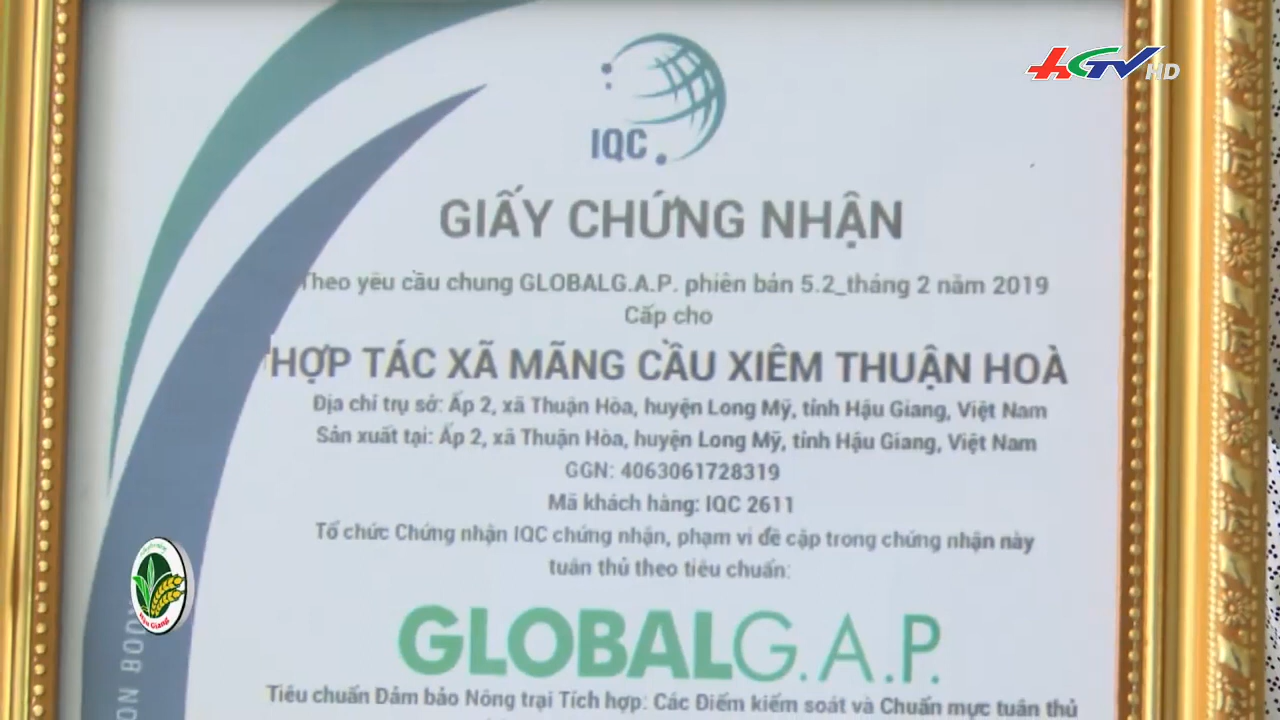 HGTV HD
IQC
GIẤY CHỨNG NHẬN
Theo yêu cầu chung GLOBALG.A.P. phiên bản 5.2_tháng 2 năm 2019
Cấp cho
HỢP TÁC XÃ MÃNG CẦU XIÊM THUẬN HOÀ
Địa chỉ trụ sở: Ấp 2, xã Thuận Hòa, huyện Long Mỹ, tỉnh Hậu Giang, Việt Nam
Sản xuất tại: Ấp 2, xã Thuận Hòa, huyện Long Mỹ, tỉnh Hậu Giang, Việt Nam
GGN: 4063061728319
Mã khách hàng: IQC 2611
Tổ chức Chứng nhận IQC chứng nhận, phạm vi đề cập trong chứng nhận này
tuân thủ theo tiêu chuẩn:
Hậu Giang
GLOBALG.A.P.
Tiêu chuẩn Đảm bảo Nông trại Tích hợp: Các Điểm kiểm soát và Chuẩn mực tuân thủ